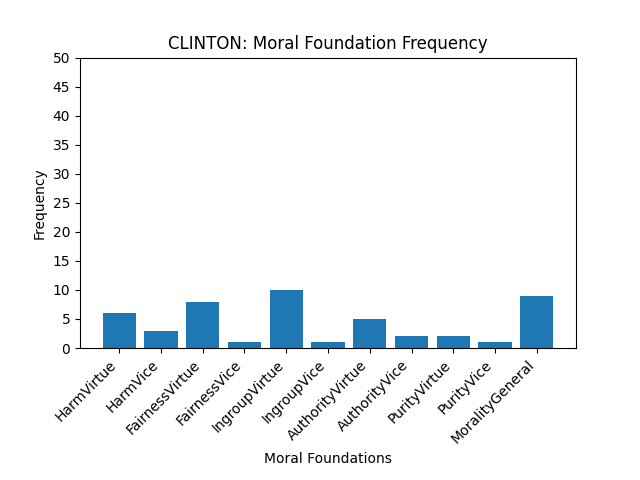 CLINTON: Moral Foundation Frequency
50
45
40
35
30
25
20
15
10
5
0
Frequency
HarmVirtue
HarmVice
FairnessVirtue
FairnessVice
IngroupVirtue
IngroupVice
AuthorityVirtue
AuthorityVice
PurityVirtue
PurityVice
MoralityGeneral
Moral Foundations